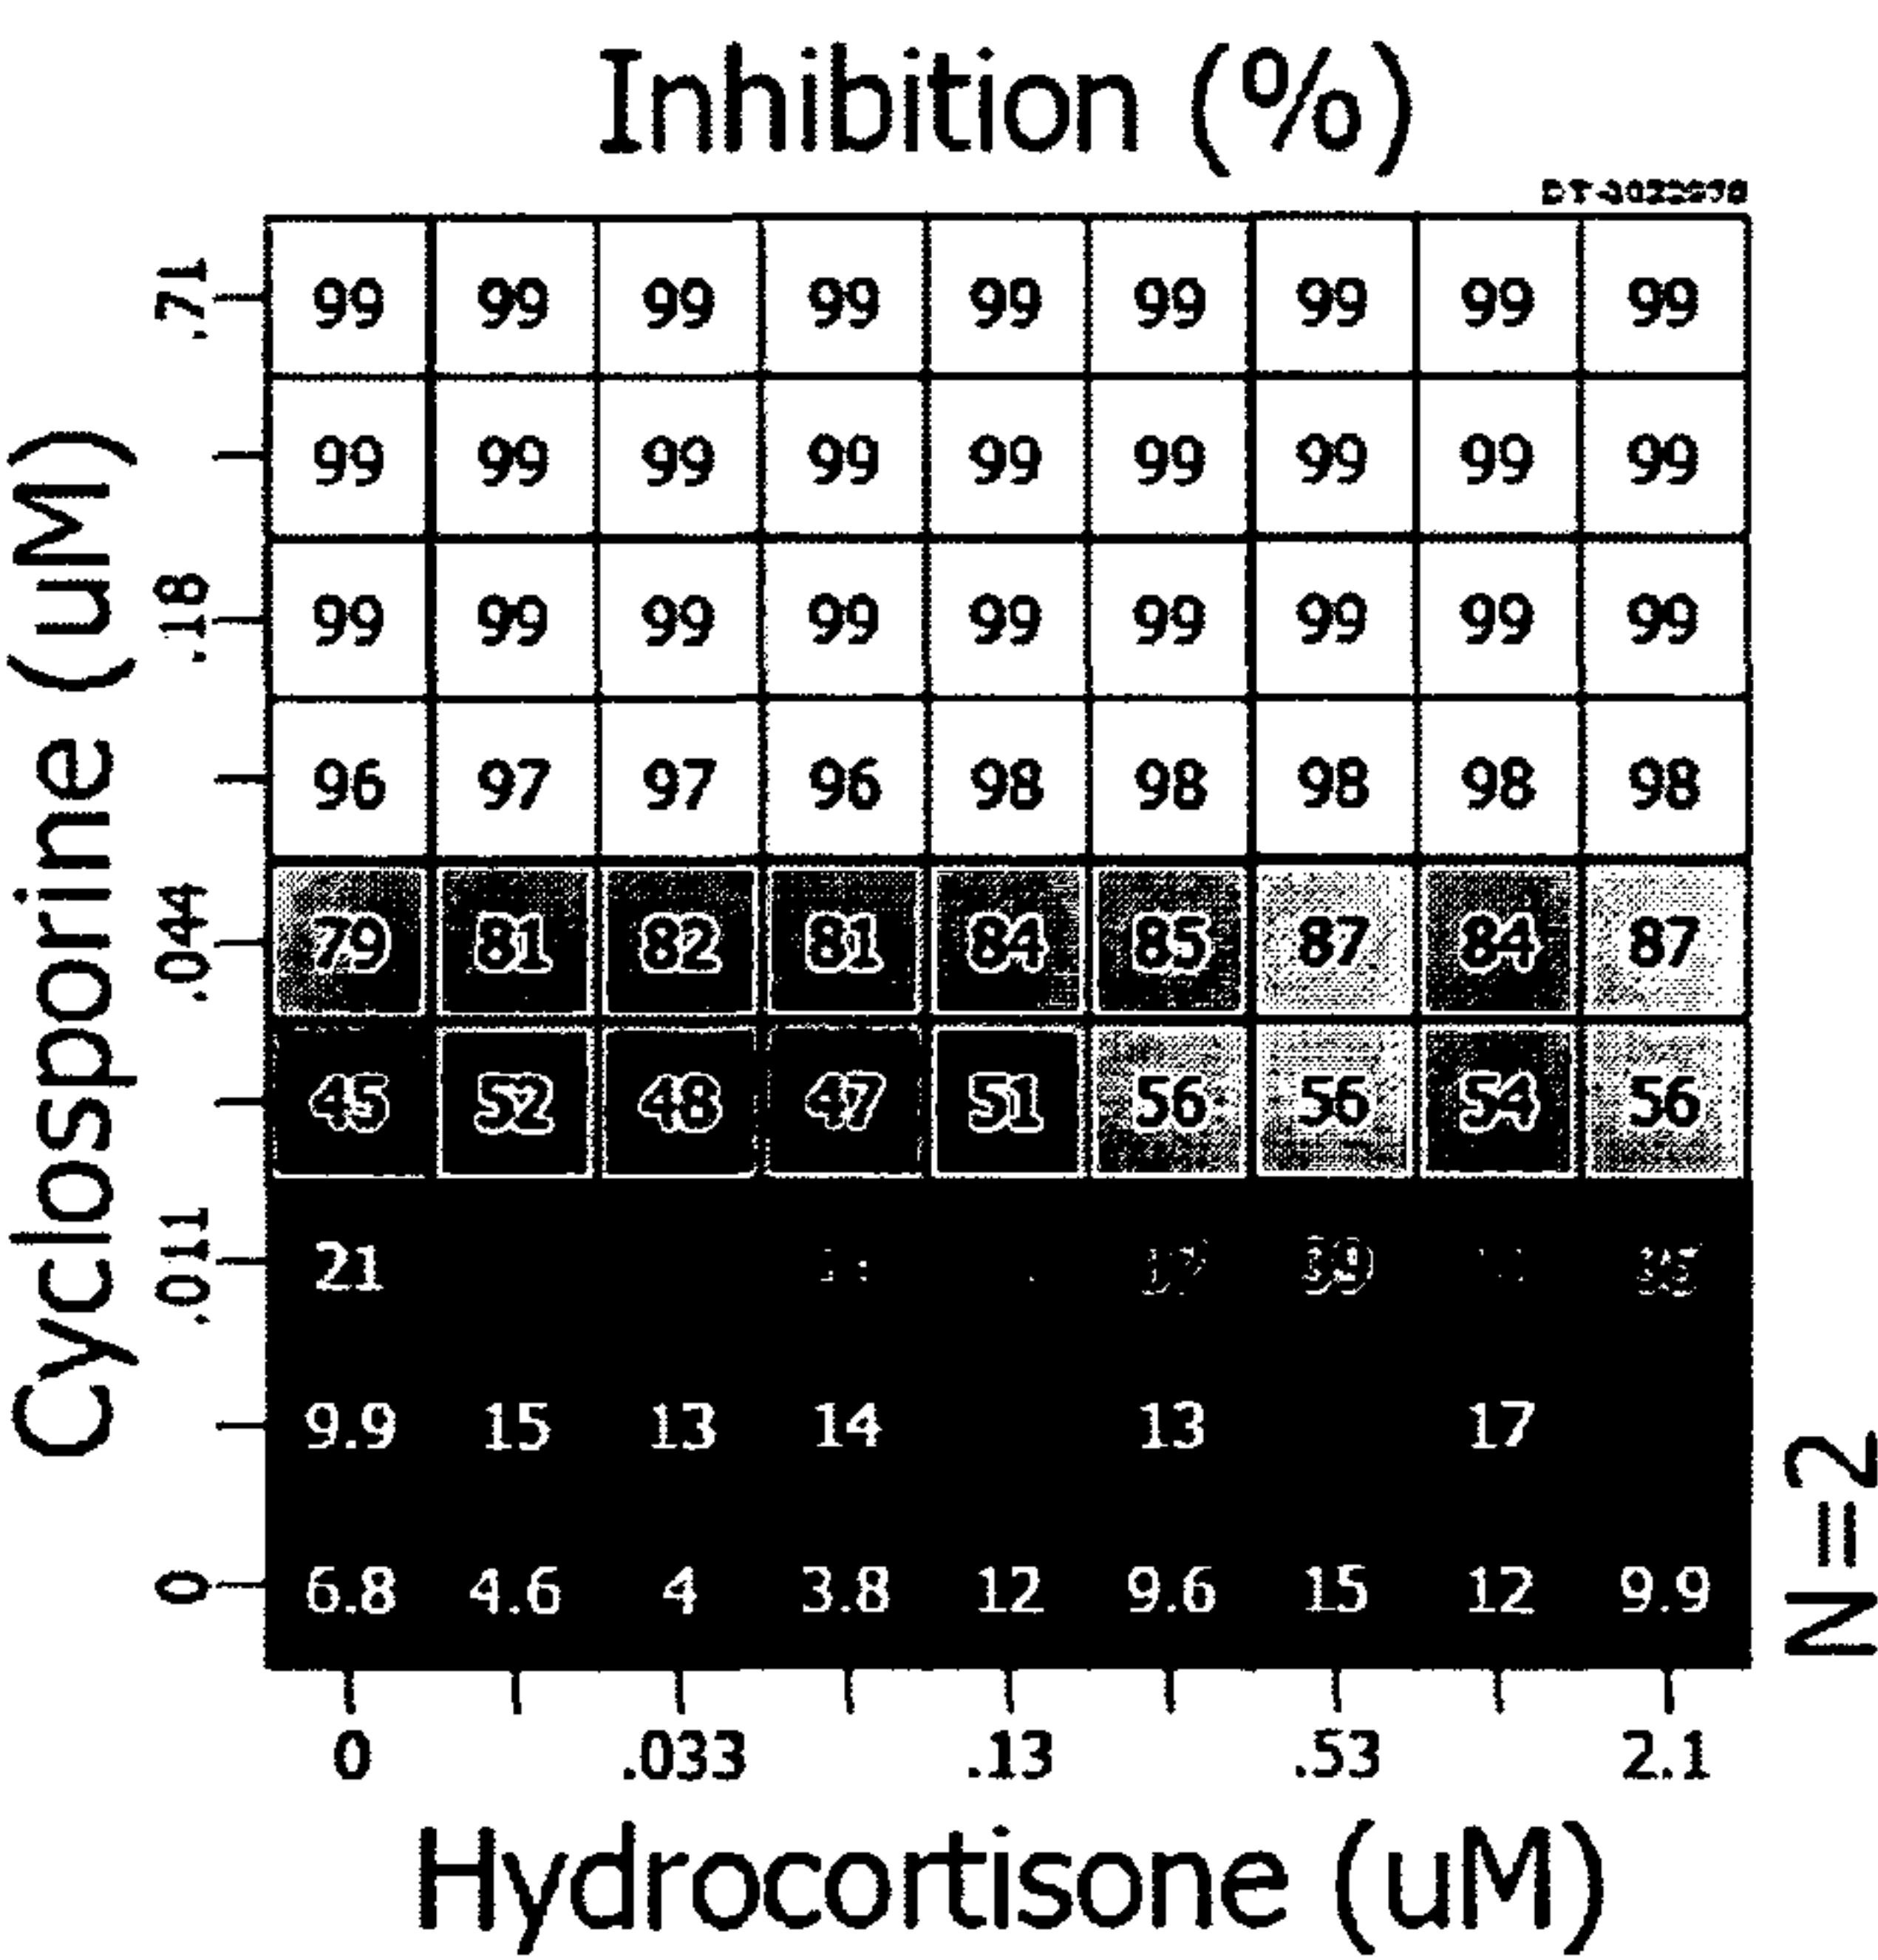 Inhibition (%)
.71 99 99 99 99 99 99 99 99 99
99 99 99 99 99 99 99 99 99
.18 99 99 99 99 99 99 99 99 99
96 97 97 96 98 98 98 98 98
.044 79 81 82 81 84 85 87 84 87
45 52 48 47 51 56 56 54 56
.011 21 39
9.9 15 13 14 13 17
0 6.8 4.6 4 3.8 12 9.6 15 12 9.9
0 .033 .13 .53 2.1
Hydrocortisone (uM)
Cyclosporine (uM)
N=2